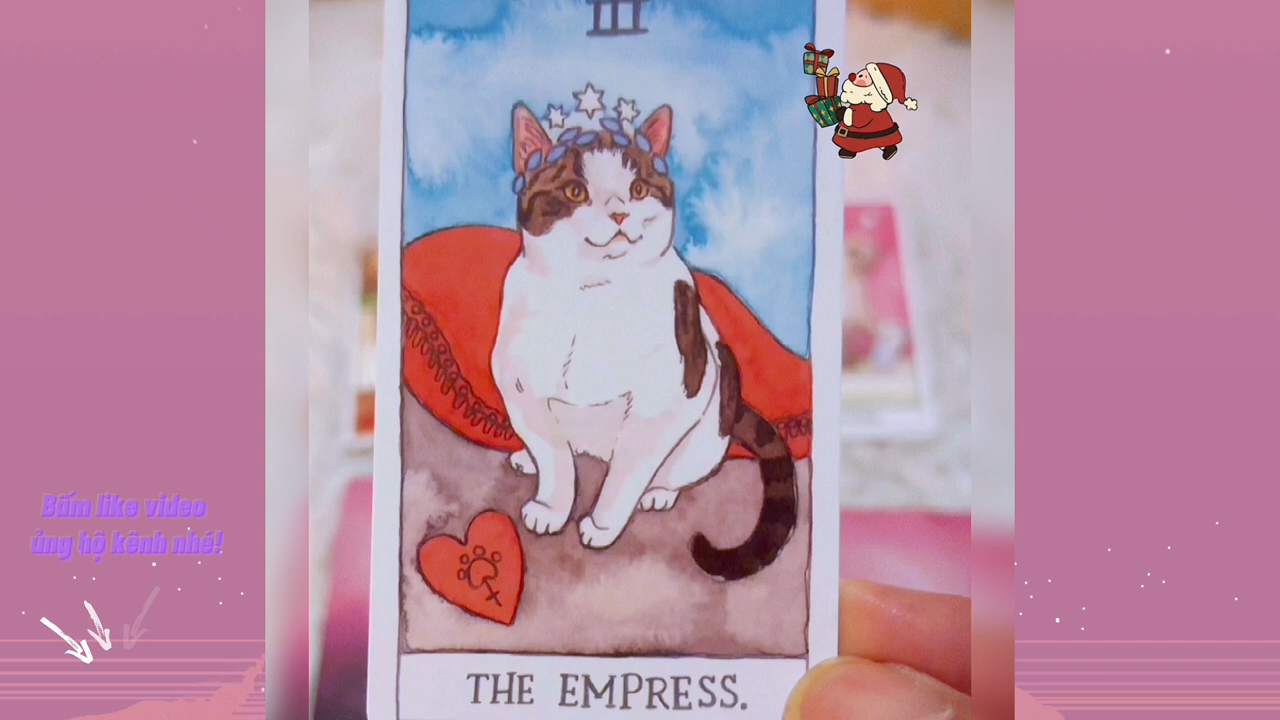 III
Bấm like video
ủng hộ kênh nhé!
THE EMPRESS.